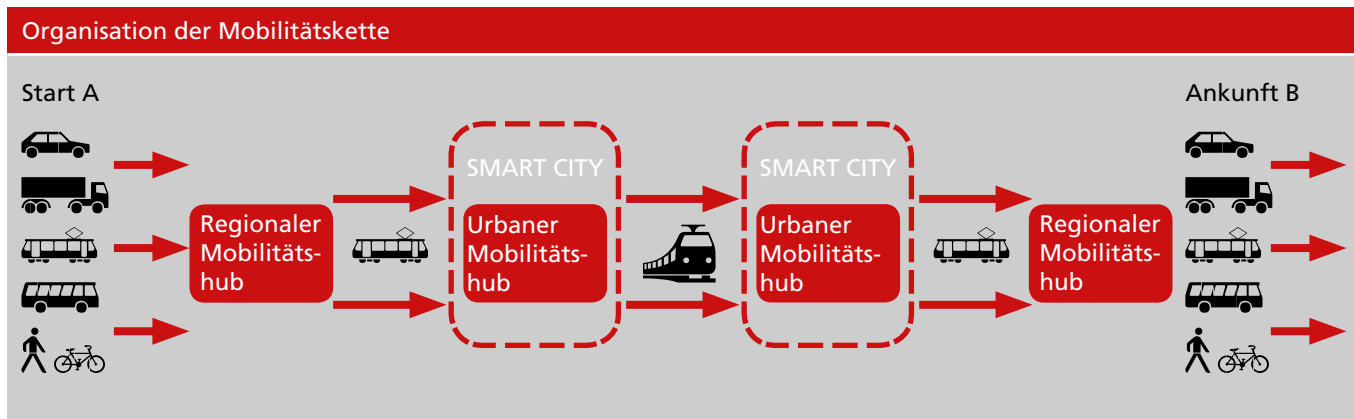 Organisation der Mobilitätskette
Start A
Ankunft B
Regionaler
Mobilitäts-
hub
SMART CITY
Urbaner
Mobilitäts-
hub
SMART CITY
Urbaner
Mobilitäts-
hub
Regionaler
Mobilitäts-
hub